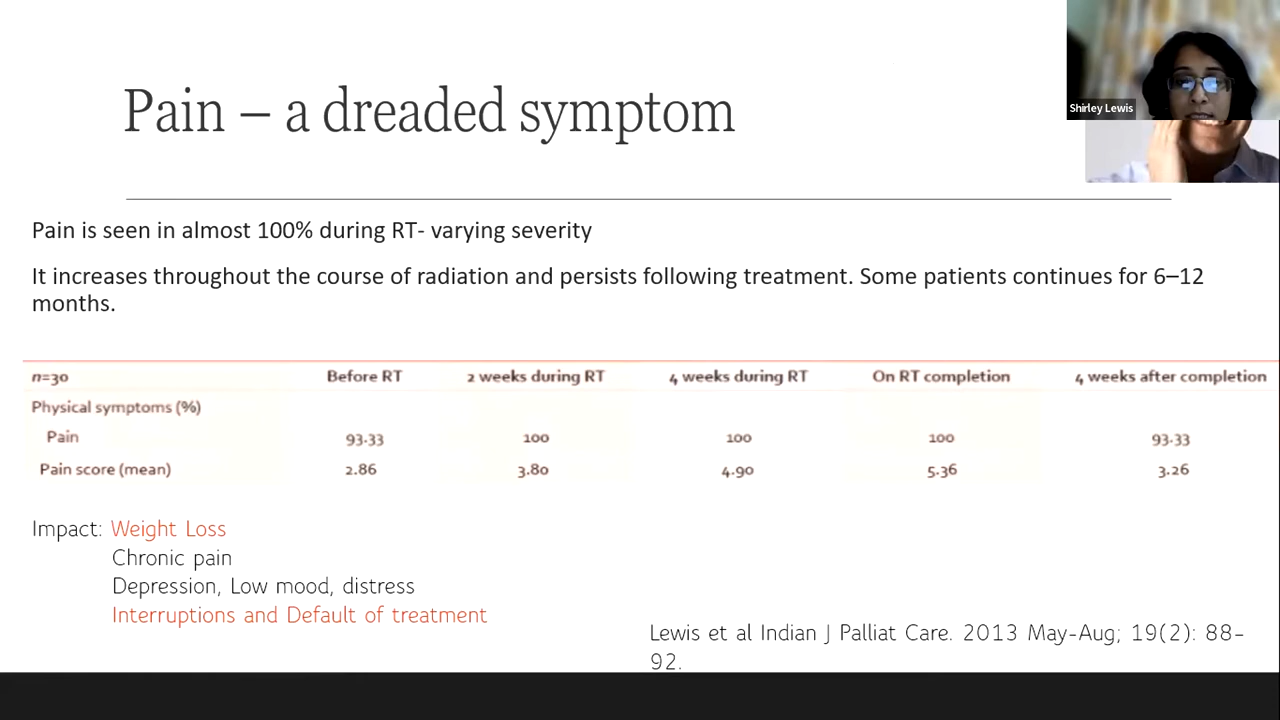 Pain – a dreaded symptom
Shirley Lewis
Pain is seen in almost 100% during RT- varying severity
It increases throughout the course of radiation and persists following treatment. Some patients continues for 6–12
months.
n=30 Before RT 2 weeks during RT 4 weeks during RT On RT completion 4 weeks after completion
Physical symptoms (%)
Pain 93.33 100 100 100 93.33
Pain score (mean) 2.86 3.80 4.90 5.36 3.26
Impact: Weight Loss
Chronic pain
Depression, Low mood, distress
Interruptions and Default of treatment
Lewis et al Indian J Palliat Care. 2013 May-Aug; 19(2): 88–
92.